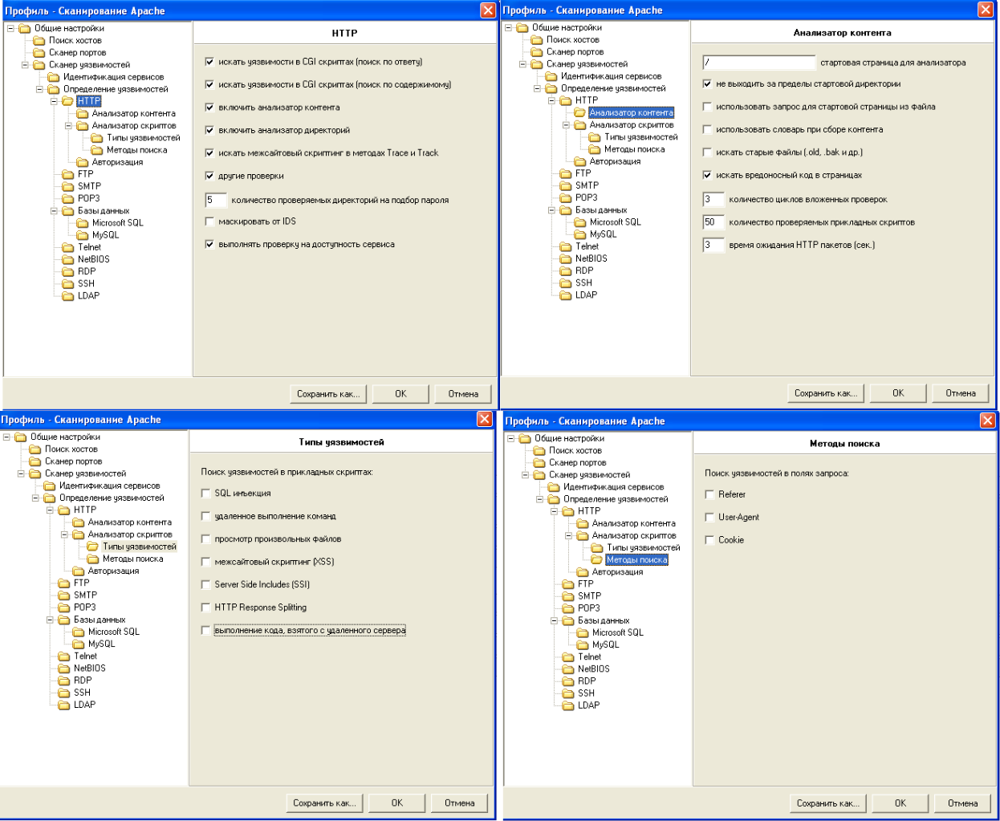 Профиль - Сканирование Apache
Общие настройки
Поиск хостов
Сканер портов
Сканер уязвимостей
Идентификация сервисов
Определение уязвимостей
HTTP
Анализатор контента
Анализатор скриптов
Типы уязвимостей
Методы поиска
Авторизация
FTP
SMTP
POP3
Базы данных
Microsoft SQL
MySQL
Telnet
NetBIOS
RDP
SSH
LDAP
HTTP
искать уязвимости в CGI скриптах (поиск по ответу)
искать уязвимости в CGI скриптах (поиск по содержимому)
включить анализатор контента
включить анализатор директорий
искать межсайтовый скриптинг в методах Trace и Track
другие проверки
5 количество проверяемых директорий на подбор пароля
маскировать от IDS
выполнять проверку на доступность сервиса
Сохранить как... OK Отмена
Профиль - Сканирование Apache
Общие настройки
Поиск хостов
Сканер портов
Сканер уязвимостей
Идентификация сервисов
Определение уязвимостей
HTTP
Анализатор контента
Анализатор скриптов
Типы уязвимостей
Методы поиска
Авторизация
FTP
SMTP
POP3
Базы данных
Microsoft SQL
MySQL
Telnet
NetBIOS
RDP
SSH
LDAP
Анализатор контента
/ стартовая страница для анализатора
не выходить за пределы стартовой директории
использовать запрос для стартовой страницы из файла
использовать словарь при сборе контента
искать старые файлы (.old, .bak и др.)
искать вредоносный код в страницах
3 количество циклов вложенных проверок
50 количество проверяемых прикладных скриптов
3 время ожидания HTTP пакетов (сек.)
Сохранить как... OK Отмена
Профиль - Сканирование Apache
Общие настройки
Поиск хостов
Сканер портов
Сканер уязвимостей
Идентификация сервисов
Определение уязвимостей
HTTP
Анализатор контента
Анализатор скриптов
Типы уязвимостей
Методы поиска
Авторизация
FTP
SMTP
POP3
Базы данных
Microsoft SQL
MySQL
Telnet
NetBIOS
RDP
SSH
LDAP
Типы уязвимостей
Поиск уязвимостей в прикладных скриптах:
SQL инъекция
удаленное выполнение команд
просмотр произвольных файлов
межсайтовый скриптинг (XSS)
Server Side Includes (SSI)
HTTP Response Splitting
выполнение кода, взятого с удаленного сервера
Сохранить как... OK Отмена
Профиль - Сканирование Apache
Общие настройки
Поиск хостов
Сканер портов
Сканер уязвимостей
Идентификация сервисов
Определение уязвимостей
HTTP
Анализатор контента
Анализатор скриптов
Типы уязвимостей
Методы поиска
Авторизация
FTP
SMTP
POP3
Базы данных
Microsoft SQL
MySQL
Telnet
NetBIOS
RDP
SSH
LDAP
Методы поиска
Поиск уязвимостей в полях запроса:
Referer
User-Agent
Cookie
Сохранить как... OK Отмена